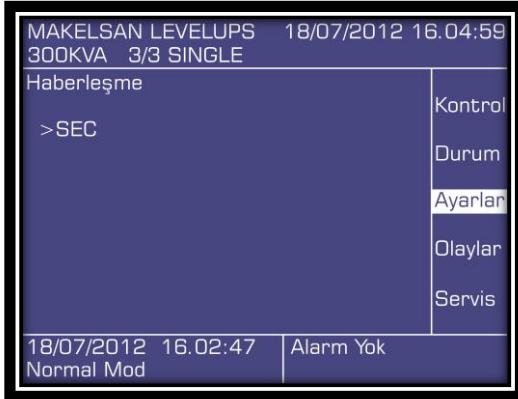 MAKELSAN LEVELUPS 18/07/2012 16.04:59
300KVA 3/3 SINGLE
Haberleşme
>SEC
Kontrol
Durum
Ayarlar
Olaylar
Servis
18/07/2012 16.02:47 Alarm Yok
Normal Mod